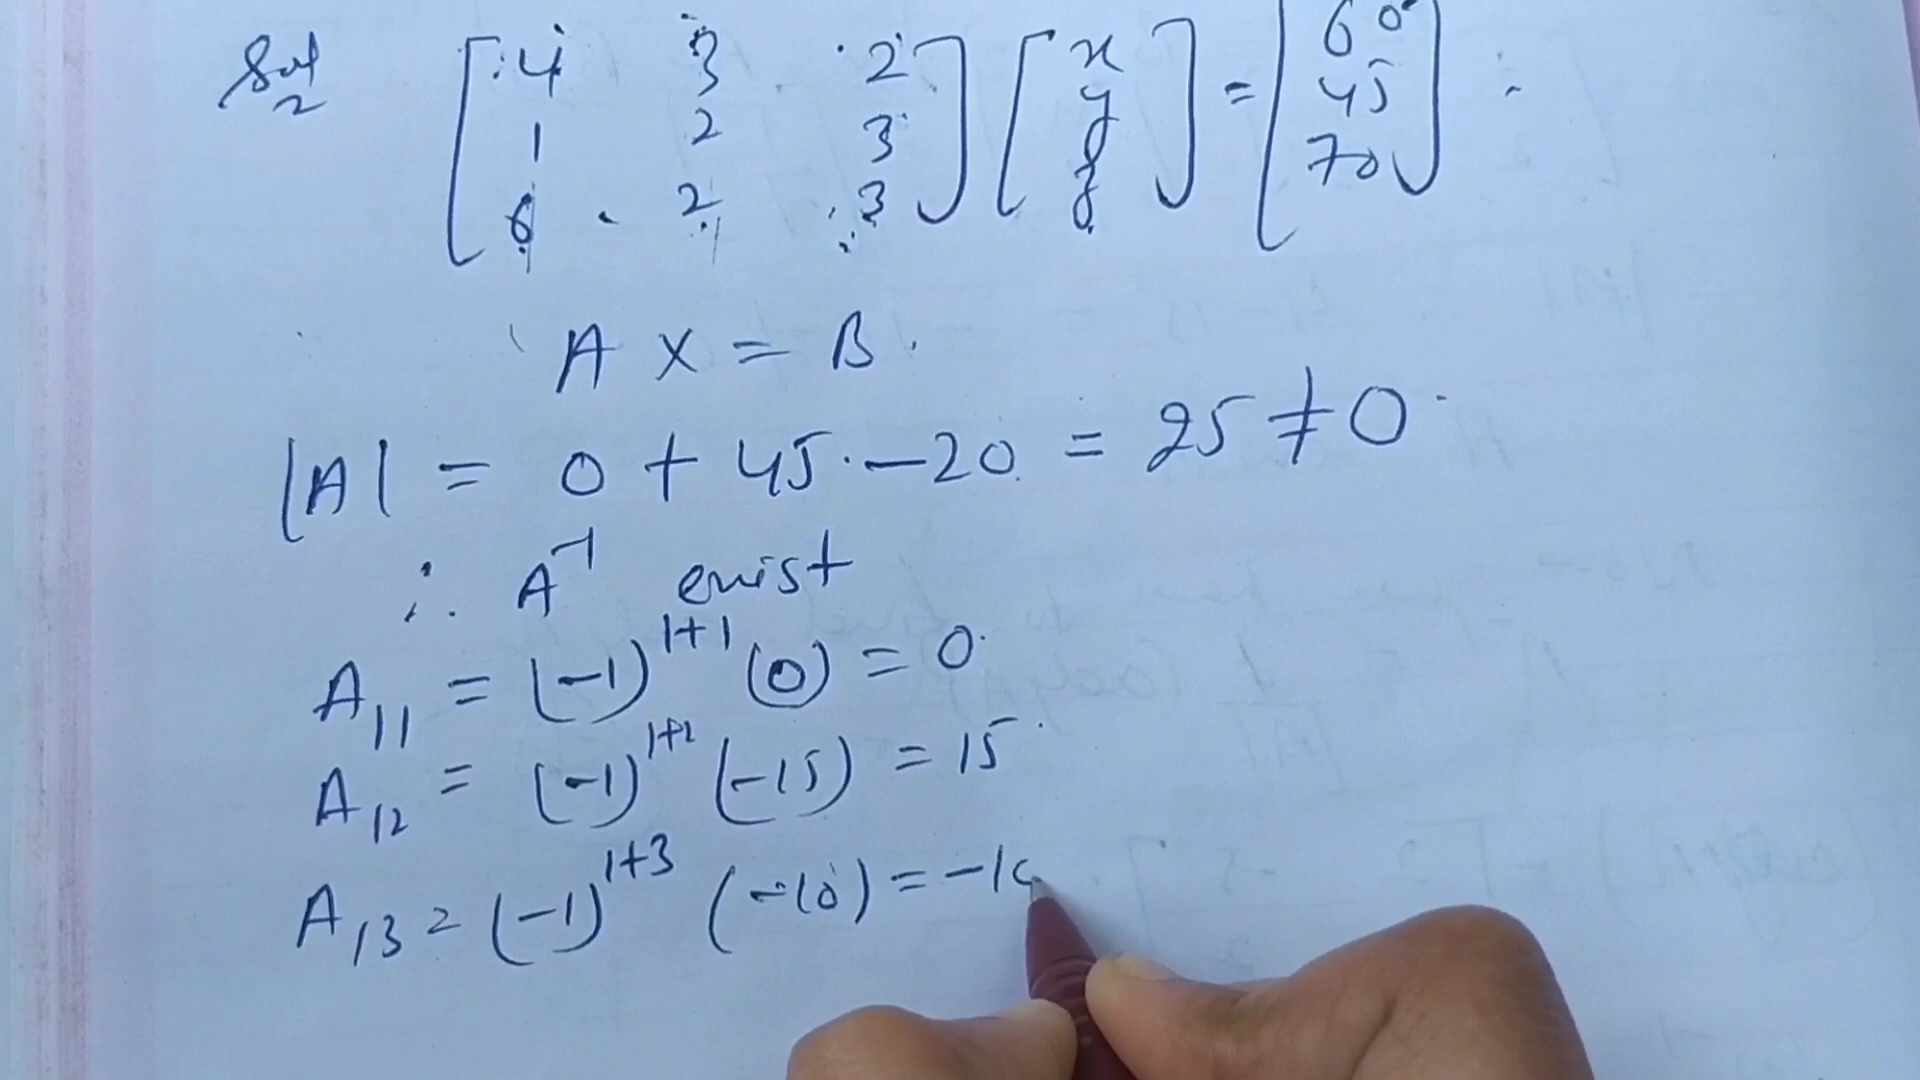 Sol [4 3 2] [x] = [60]
[1 2 3] [y] [45]
[6 2 3] [z] [70]
A X = B.
|A| = 0 + 45 - 20 = 25 ≠ 0.
∴ A⁻¹ exist
A₁₁ = (-1)¹⁺¹ (0) = 0
A₁₂ = (-1)¹⁺² (-15) = 15
A₁₃ = (-1)¹⁺³ (-10) = -10